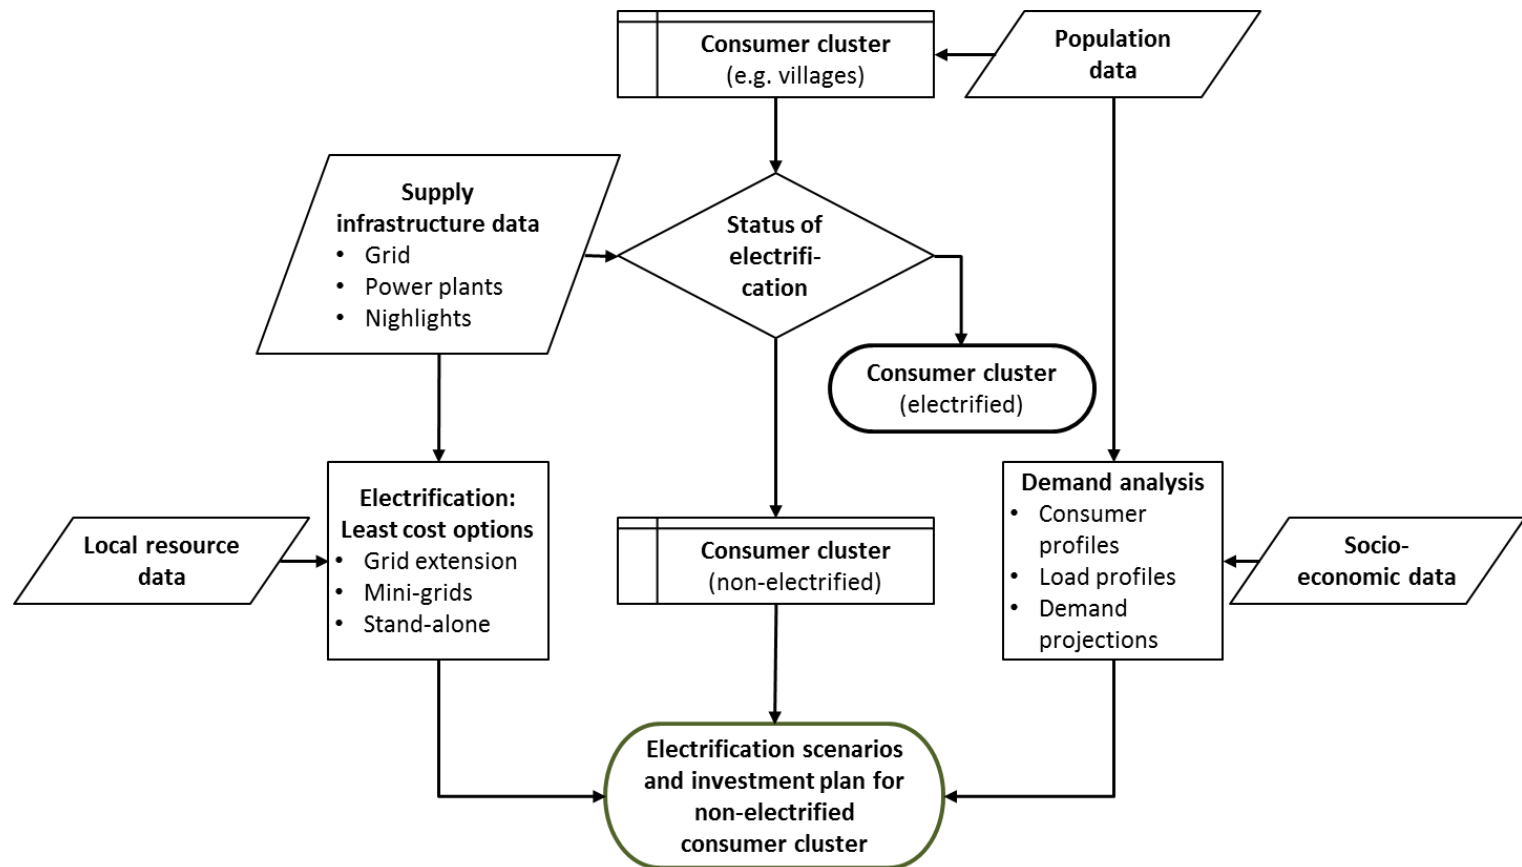 Consumer cluster
(e.g. villages)
Population
data
Supply
infrastructure data
• Grid
• Power plants
• Nighlights
Status of
electrifi-
cation
Consumer cluster
(electrified)
Electrification:
Least cost options
• Grid extension
• Mini-grids
• Stand-alone
Local resource
data
Consumer cluster
(non-electrified)
Demand analysis
• Consumer
profiles
• Load profiles
• Demand
projections
Socio-
economic data
Electrification scenarios
and investment plan for
non-electrified
consumer cluster